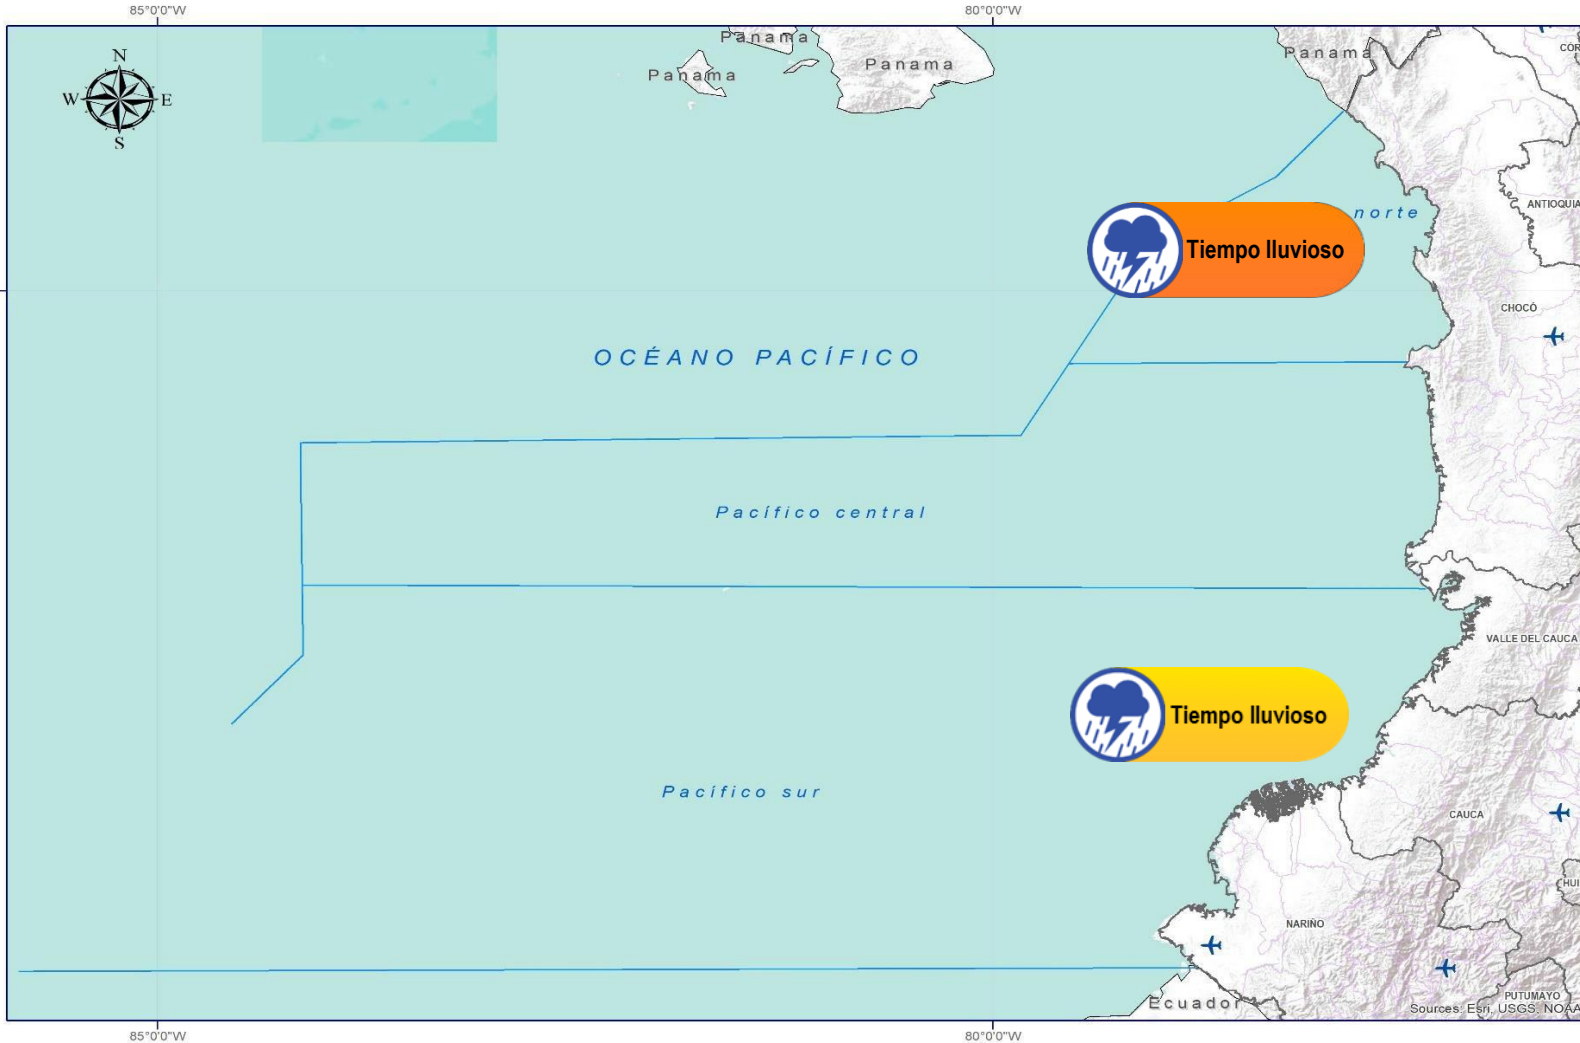 85°0'0"W
80°0'0"W
N
W
E
S
Panama
Panama
Panama
Panama
CÓR
ANTIOQUIA
norte
Tiempo lluvioso
CHOCÓ
OCÉANO PACÍFICO
Pacífico central
VALLE DEL CAUCA
Tiempo lluvioso
Pacífico sur
CAUCA
HUI
NARIÑO
PUTUMAYO
Ecuador
Sources: Esri, USGS, NOAA
85°0'0"W
80°0'0"W